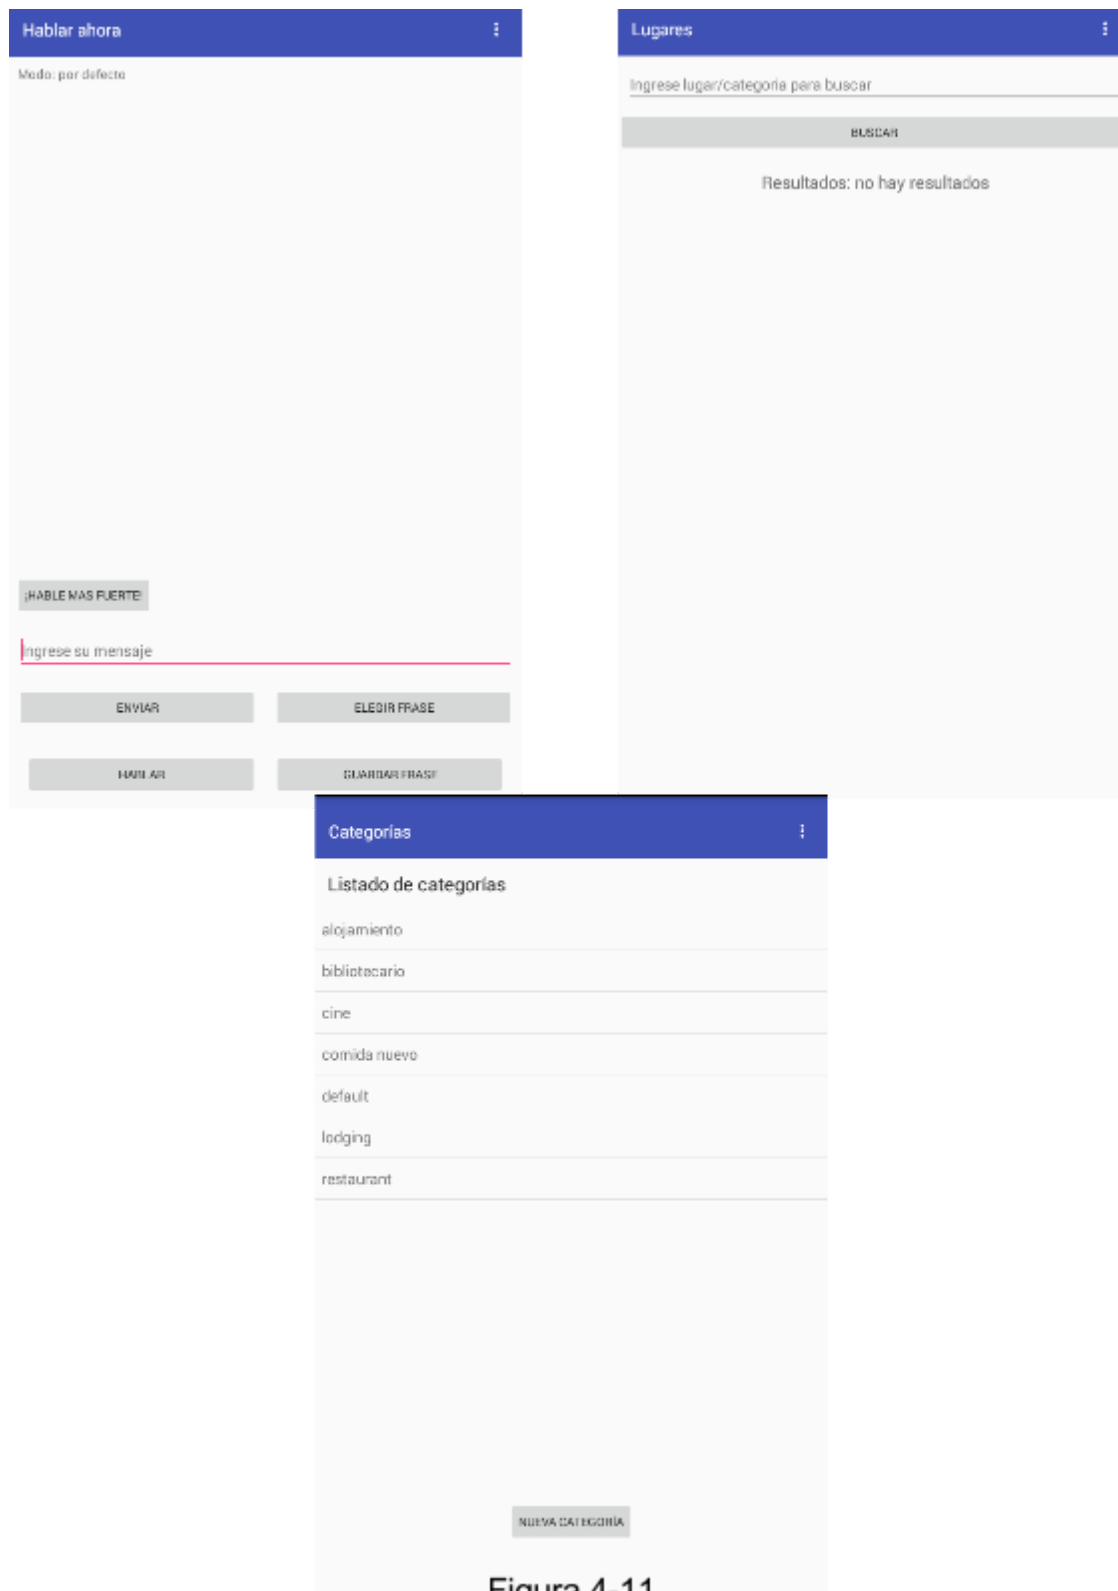 Hablar ahora
Modo: por defecto
¡HABLE MAS FUERTE!
Ingrese su mensaje
ENVIAR
ELEGIR FRASE
HABLAR
GUARDAR FRASE
Lugares
Ingrese lugar/categoria para buscar
BUSCAR
Resultados: no hay resultados
Categorías
Listado de categorías
alojamiento
bibliotecario
cine
comida nuevo
default
lodging
restaurant
NUEVA CATEGORÍA
Figura 4-11